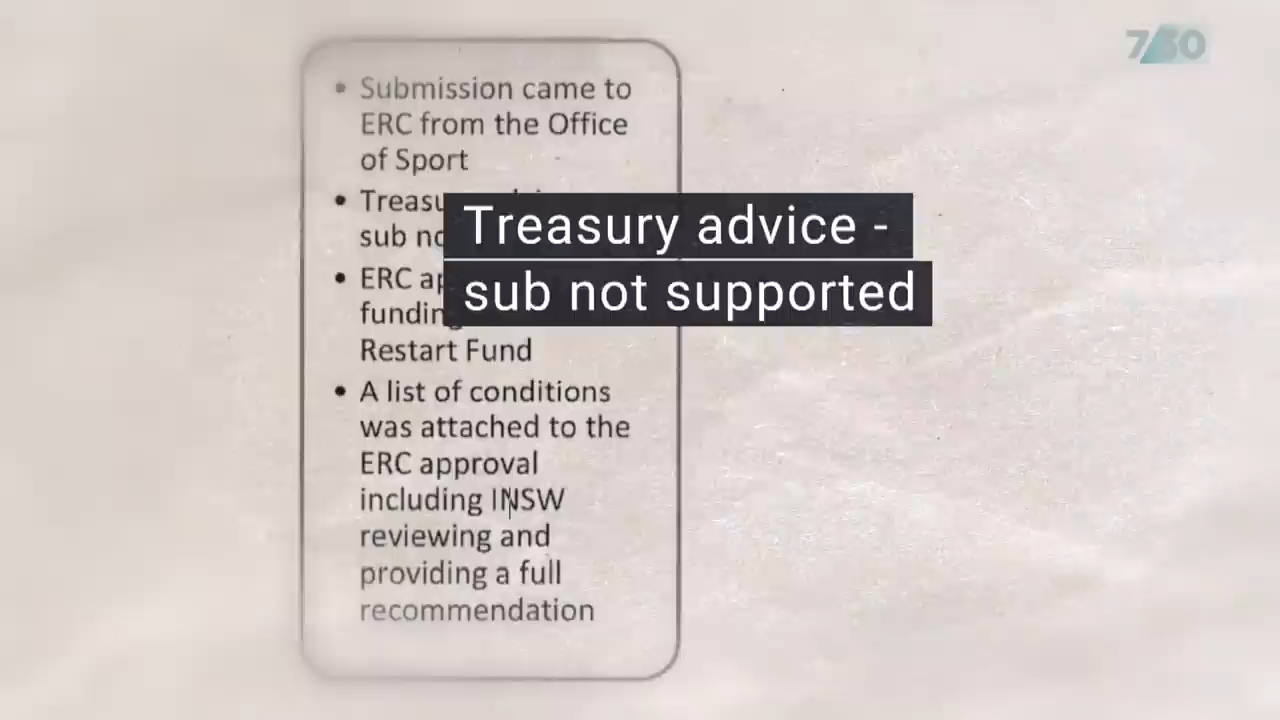 7/30
• Submission came to
ERC from the Office
of Sport
• Treasu
sub no
• ERC ap
funding
Restart Fund
• A list of conditions
was attached to the
ERC approval
including INSW
reviewing and
providing a full
recommendation
Treasury advice -
sub not supported